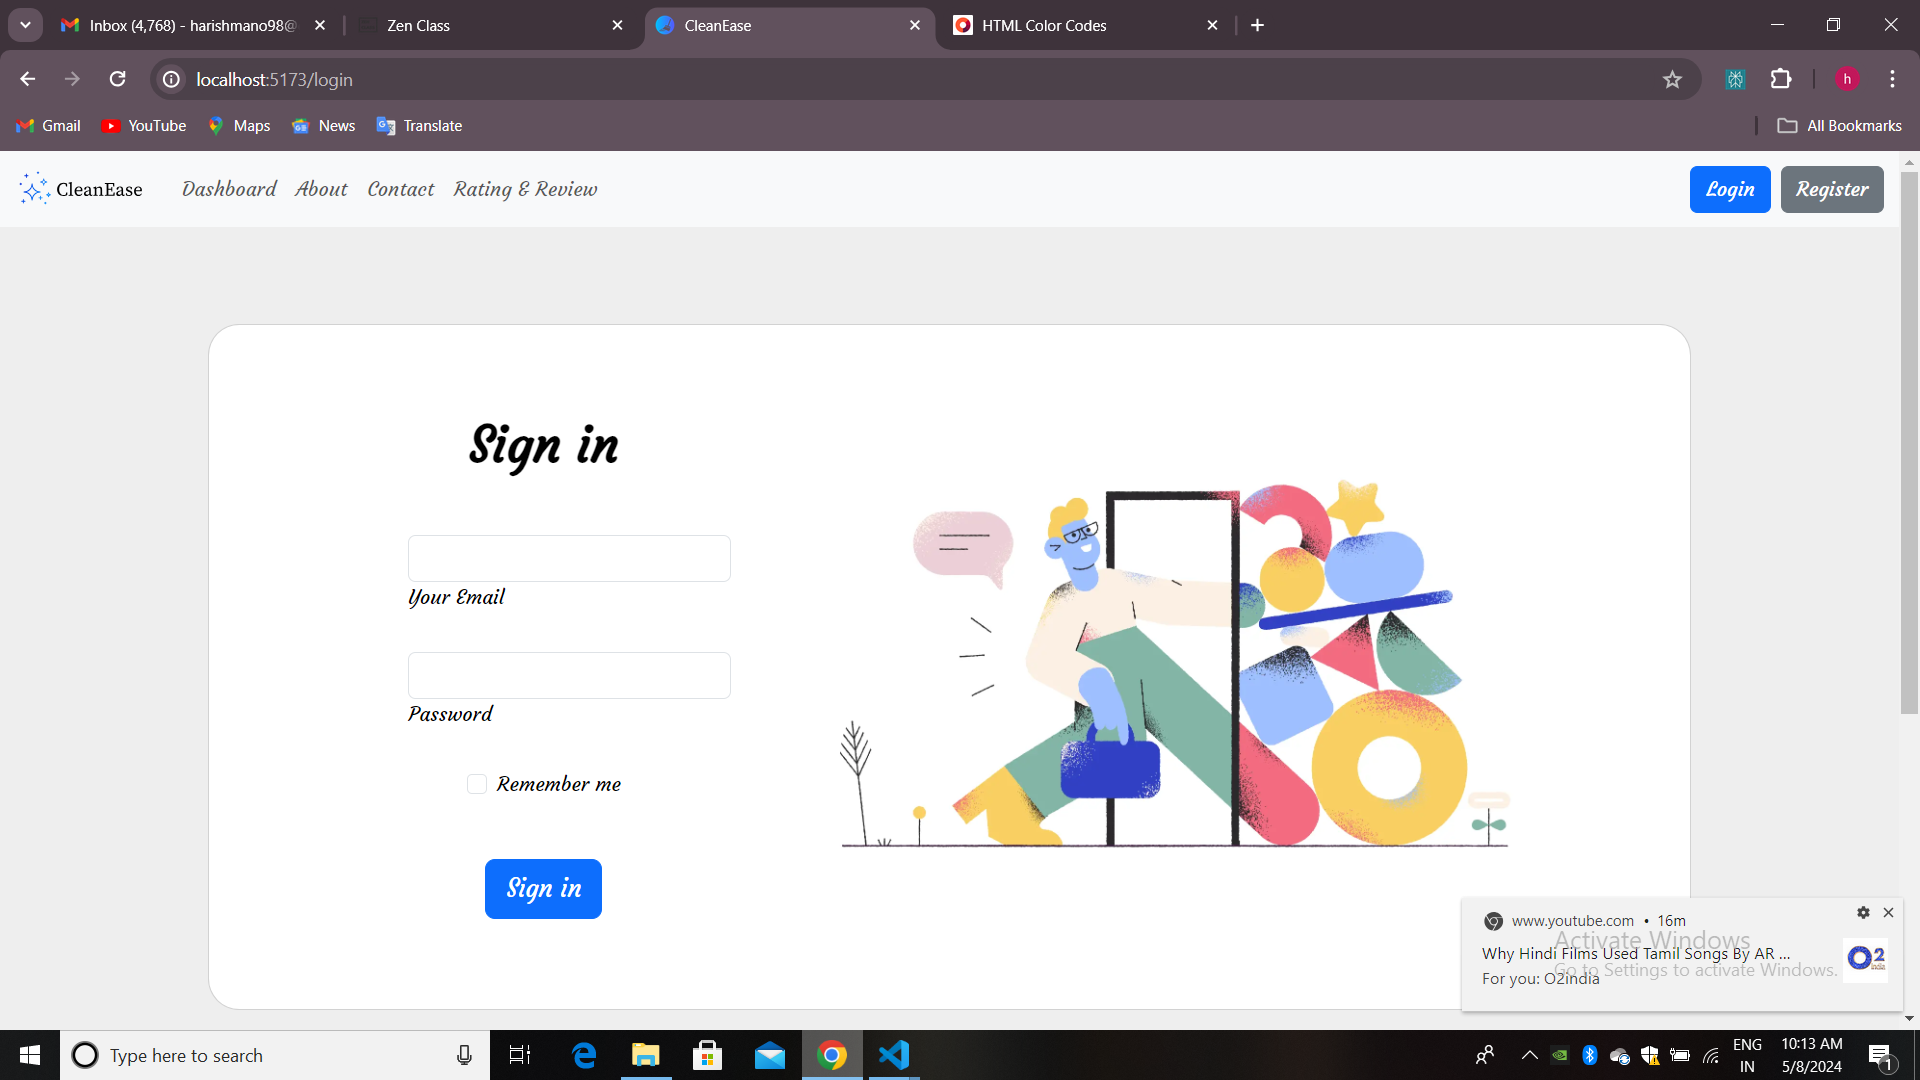 Inbox (4,768) - harishmano98@
Zen Class
CleanEase
HTML Color Codes
localhost:5173/login
h
Gmail
YouTube
Maps
News
Translate
All Bookmarks
CleanEase
Dashboard
About
Contact
Rating & Review
Login
Register
Sign in
Your Email
Password
Remember me
Sign in
www.youtube.com • 16m
Why Hindi Films Used Tamil Songs By AR ...
For you: O2india
O2
Activate Windows
Go to Settings to activate Windows.
Type here to search
ENG
IN
10:13 AM
5/8/2024
1